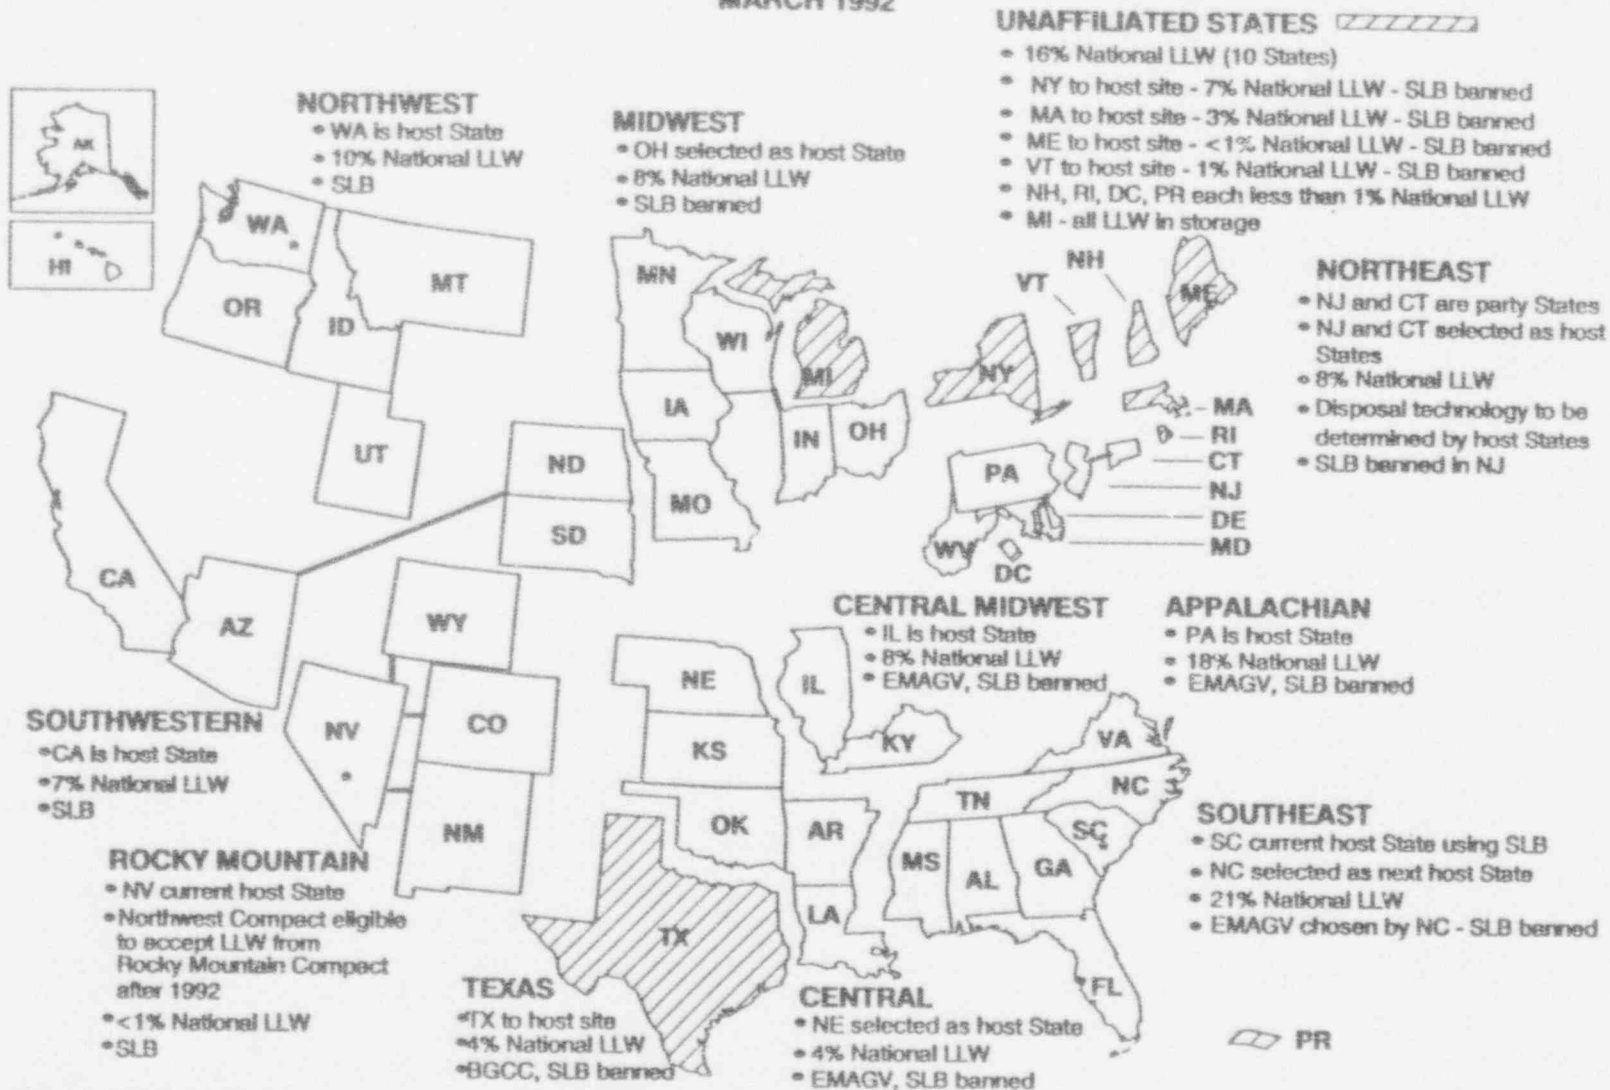 MARCH 1992
UNAFFILIATED STATES
• 16% National LLW (10 States)
• NY to host site - 7% National LLW - SLB banned
• MA to host site - 3% National LLW - SLB banned
• ME to host site - <1% National LLW - SLB banned
• VT to host site - 1% National LLW - SLB banned
• NH, RI, DC, PR each less than 1% National LLW
• MI - all LLW in storage
NORTHWEST
• WA is host State
• 10% National LLW
• SLB
MIDWEST
• OH selected as host State
• 8% National LLW
• SLB banned
NORTHEAST
• NJ and CT are party States
• NJ and CT selected as host
States
• 8% National LLW
• Disposal technology to be
determined by host States
• SLB banned in NJ
AK
HI
WA
OR
ID
MT
UT
ND
SD
CA
AZ
WY
NV
CO
NM
MN
WI
MI
IA
IN
OH
MO
VT
NH
ME
NY
MA
RI
CT
NJ
DE
MD
PA
WV
DC
CENTRAL MIDWEST
• IL is host State
• 8% National LLW
• EMAGV, SLB banned
APPALACHIAN
• PA is host State
• 18% National LLW
• EMAGV, SLB banned
NE
KS
OK
TX
AR
LA
IL
KY
VA
NC
TN
SC
MS
AL
GA
FL
PR
SOUTHWESTERN
• CA is host State
• 7% National LLW
• SLB
ROCKY MOUNTAIN
• NV current host State
• Northwest Compact eligible
to accept LLW from
Rocky Mountain Compact
after 1992
• <1% National LLW
• SLB
TEXAS
• TX to host site
• 4% National LLW
• BGCC, SLB banned
CENTRAL
• NE selected as host State
• 4% National LLW
• EMAGV, SLB banned
SOUTHEAST
• SC current host State using SLB
• NC selected as next host State
• 21% National LLW
• EMAGV chosen by NC - SLB banned